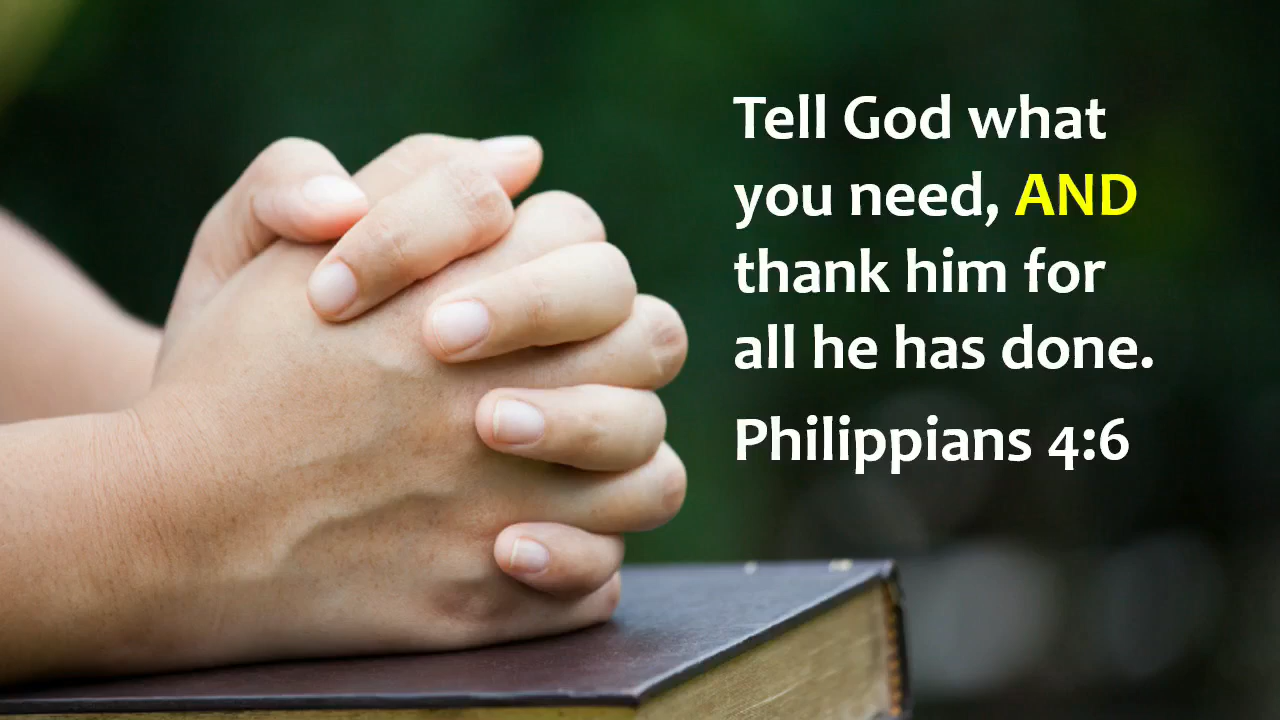 Tell God what
you need, AND
thank him for
all he has done.
Philippians 4:6